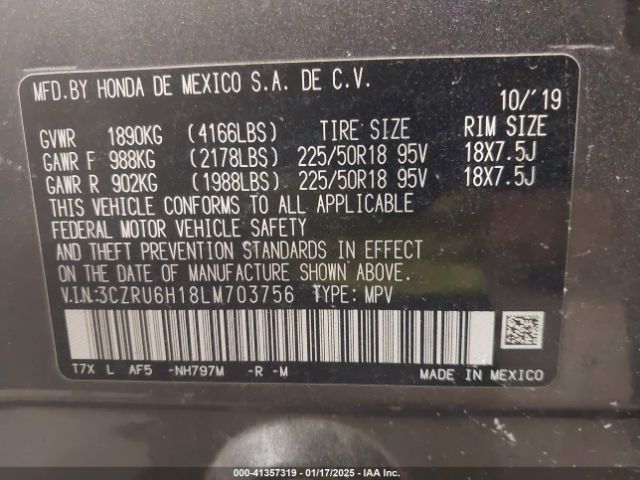 MFD.BY HONDA DE MEXICO S.A. DE C.V.
10/'19
GVWR 1890KG (4166LBS) TIRE SIZE RIM SIZE
GAWR F 988KG (2178LBS) 225/50R18 95V 18X7.5J
GAWR R 902KG (1988LBS) 225/50R18 95V 18X7.5J
THIS VEHICLE CONFORMS TO ALL APPLICABLE
FEDERAL MOTOR VEHICLE SAFETY
AND THEFT PREVENTION STANDARDS IN EFFECT
ON THE DATE OF MANUFACTURE SHOWN ABOVE.
V.I.N:3CZRU6H18LM703756 TYPE: MPV
T7X L AF5 -NH797M -R -M
MADE IN MEXICO
000-41357319 - 01/17/2025 - IAA Inc.